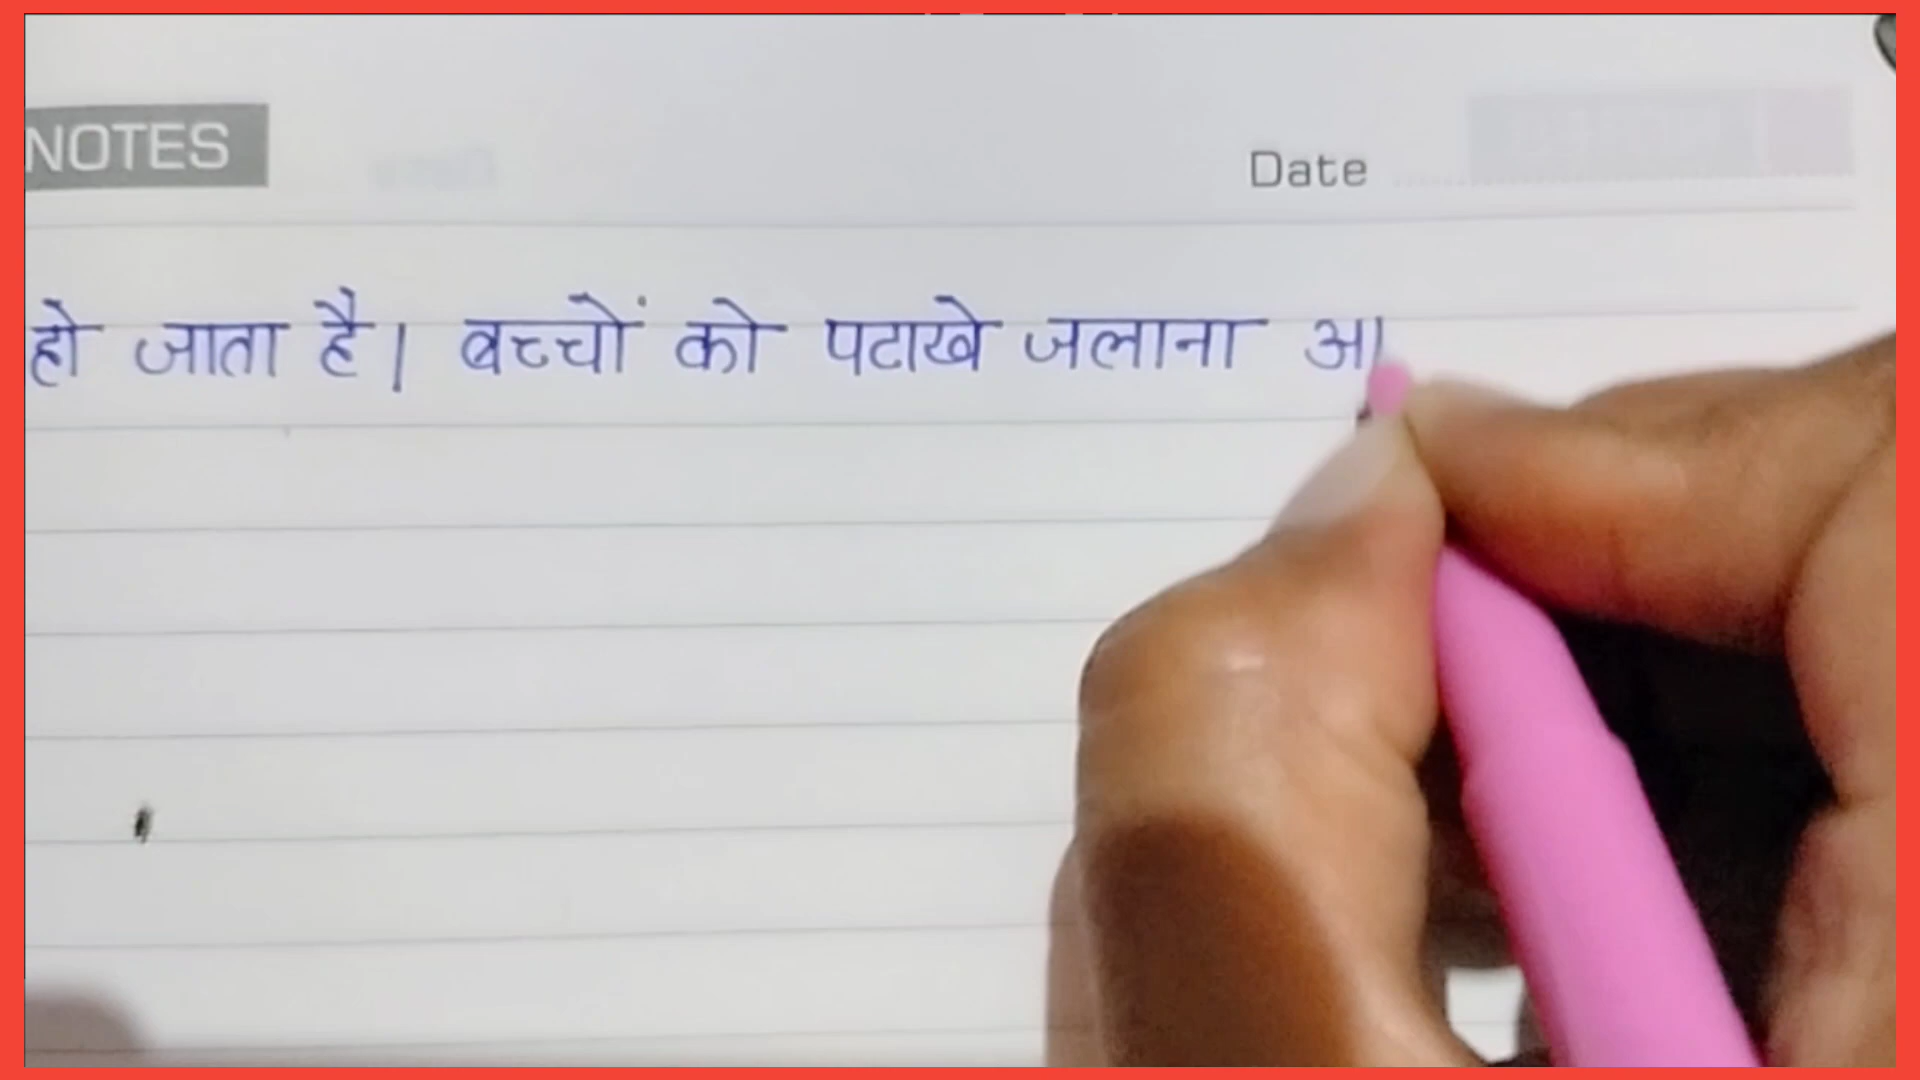 NOTES
Date
हो जाता है। बच्चों को पटाखे जलाना आ